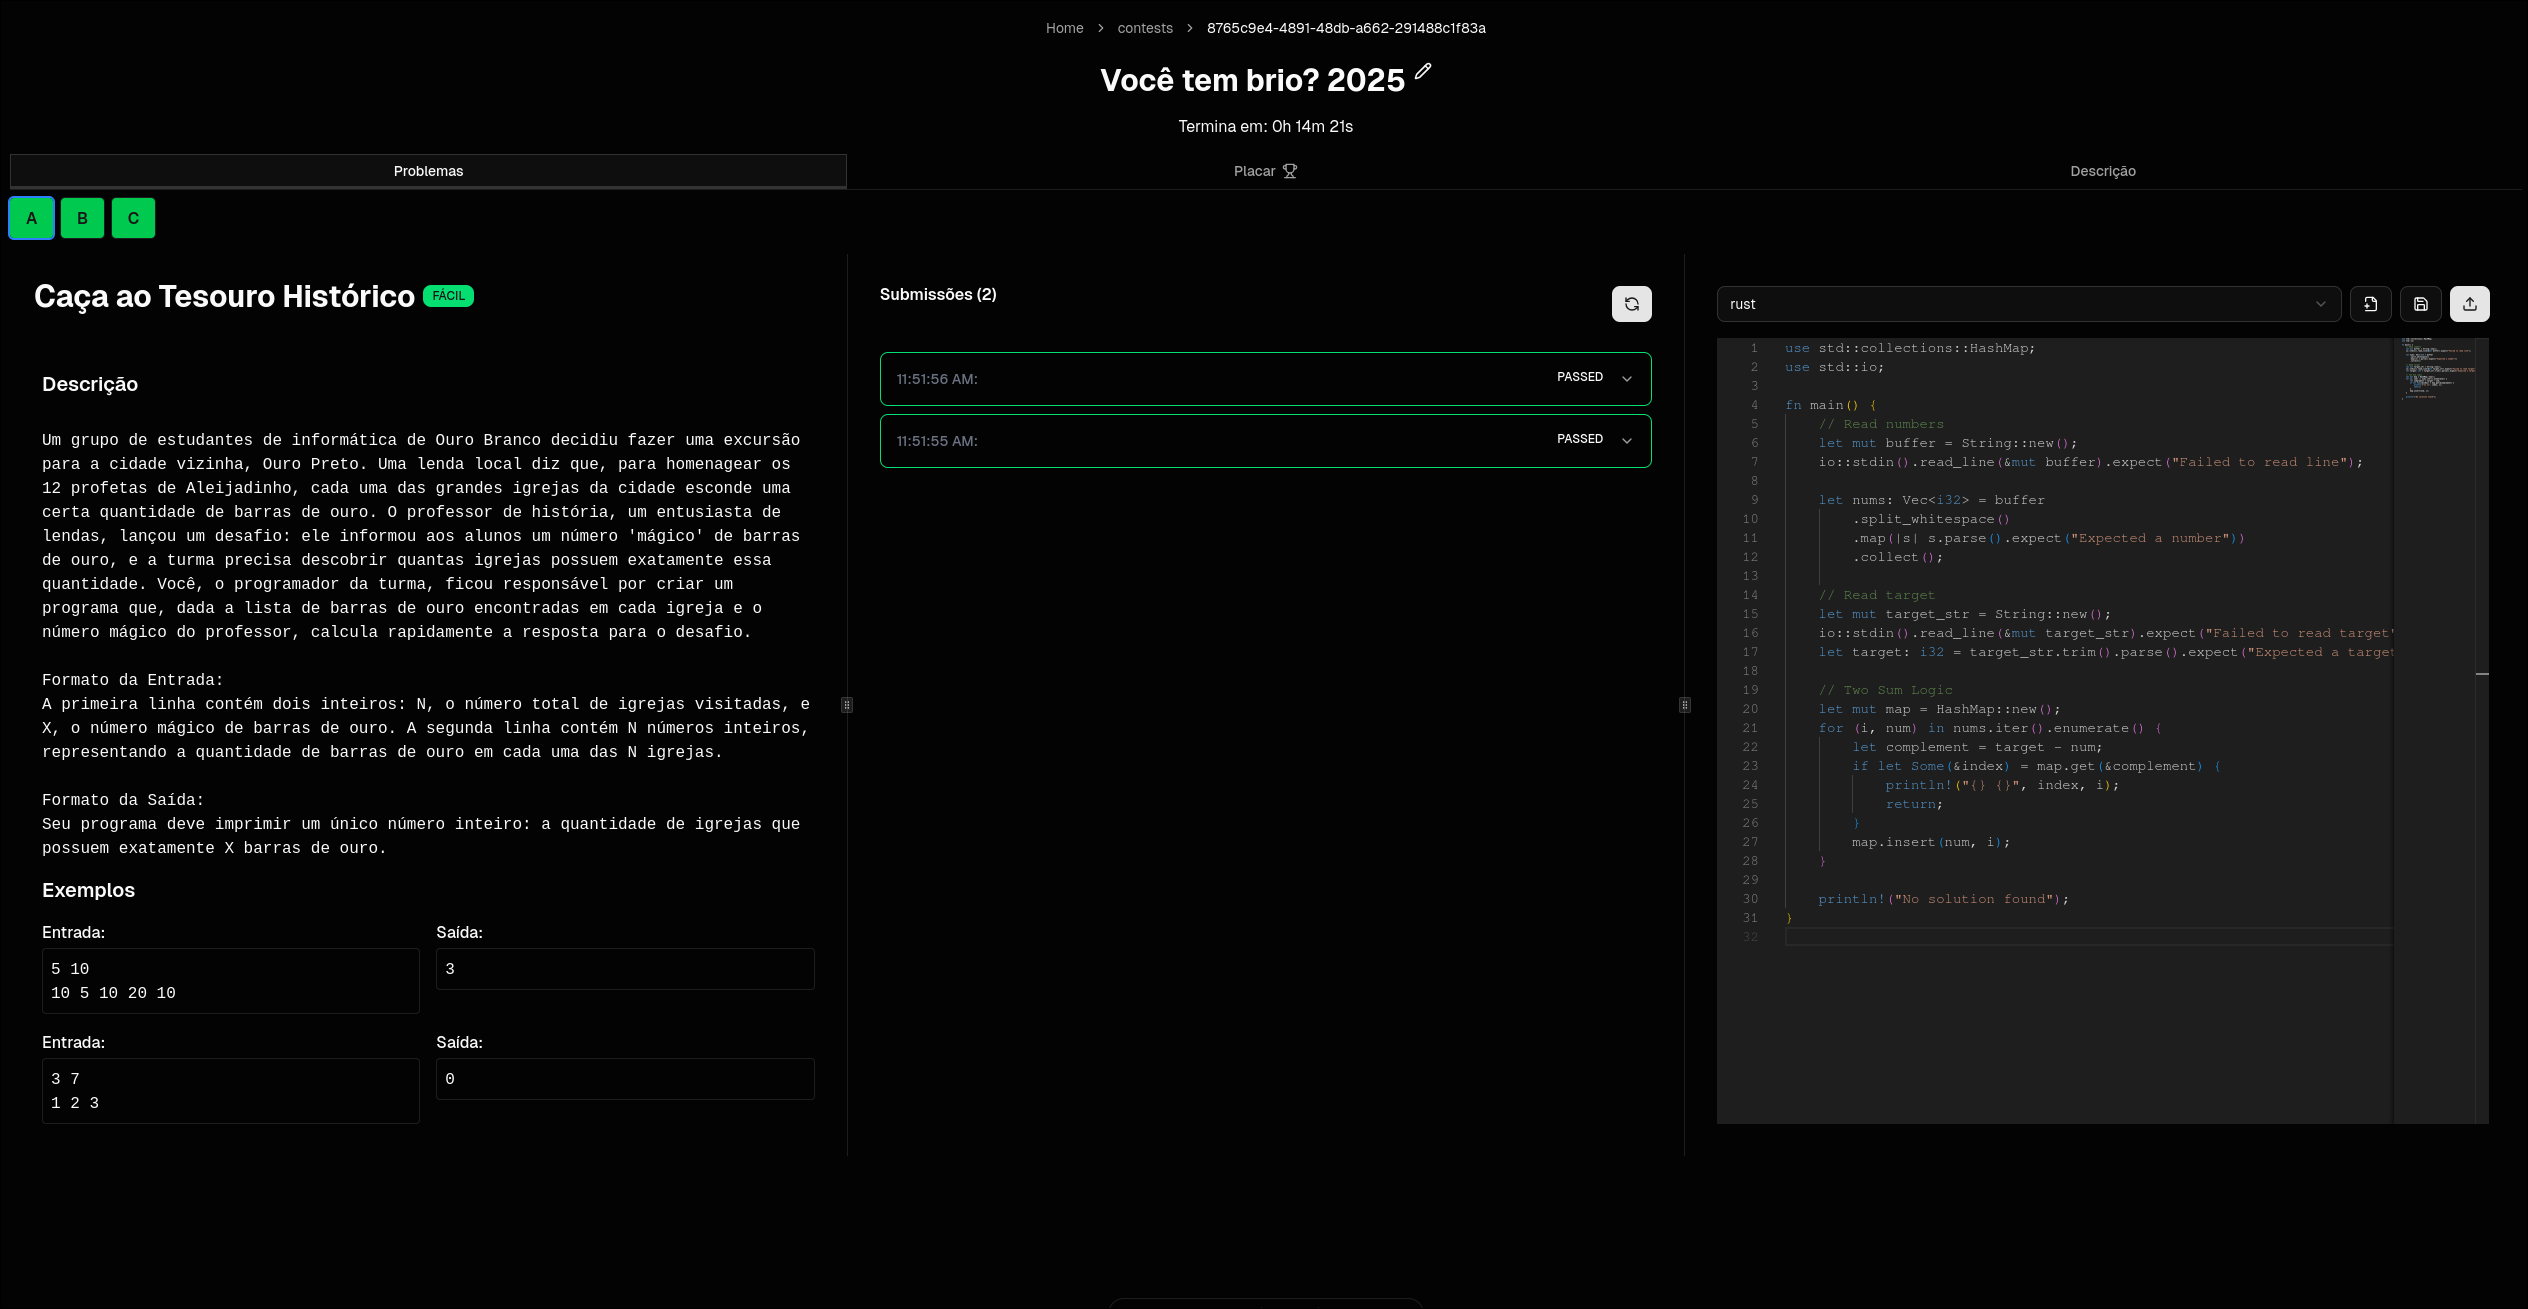 Home > contests > 8765c9e4-4891-48db-a662-291488c1f83a
Você tem brio? 2025
Termina em: 0h 14m 21s
Problemas
Placar
Descrição
A
B
C
Caça ao Tesouro Histórico FÁCIL
Descrição
Um grupo de estudantes de informática de Ouro Branco decidiu fazer uma excursão
para a cidade vizinha, Ouro Preto. Uma lenda local diz que, para homenagear os
12 profetas de Aleijadinho, cada uma das grandes igrejas da cidade esconde uma
certa quantidade de barras de ouro. O professor de história, um entusiasta de
lendas, lançou um desafio: ele informou aos alunos um número 'mágico' de barras
de ouro, e a turma precisa descobrir quantas igrejas possuem exatamente essa
quantidade. Você, o programador da turma, ficou responsável por criar um
programa que, dada a lista de barras de ouro encontradas em cada igreja e o
número mágico do professor, calcula rapidamente a resposta para o desafio.
Formato da Entrada:
A primeira linha contém dois inteiros: N, o número total de igrejas visitadas, e
X, o número mágico de barras de ouro. A segunda linha contém N números inteiros,
representando a quantidade de barras de ouro em cada uma das N igrejas.
Formato da Saída:
Seu programa deve imprimir um único número inteiro: a quantidade de igrejas que
possuem exatamente X barras de ouro.
Exemplos
Entrada:
5 10
10 5 10 20 10
Saída:
3
Entrada:
3 7
1 2 3
Saída:
0
Submissões (2)
11:51:56 AM: PASSED
11:51:55 AM: PASSED
rust
1 use std::collections::HashMap;
2 use std::io;
3
4 fn main() {
5 // Read numbers
6 let mut buffer = String::new();
7 io::stdin().read_line(&mut buffer).expect("Failed to read line");
8
9 let nums: Vec<i32> = buffer
10 .split_whitespace()
11 .map(|s| s.parse().expect("Expected a number"))
12 .collect();
13
14 // Read target
15 let mut target_str = String::new();
16 io::stdin().read_line(&mut target_str).expect("Failed to read target"
17 let target: i32 = target_str.trim().parse().expect("Expected a target
18
19 // Two Sum Logic
20 let mut map = HashMap::new();
21 for (i, num) in nums.iter().enumerate() {
22 let complement = target - num;
23 if let Some(&index) = map.get(&complement) {
24 println!("{} {}", index, i);
25 return;
26 }
27 map.insert(num, i);
28 }
29
30 println!("No solution found");
31 }
32